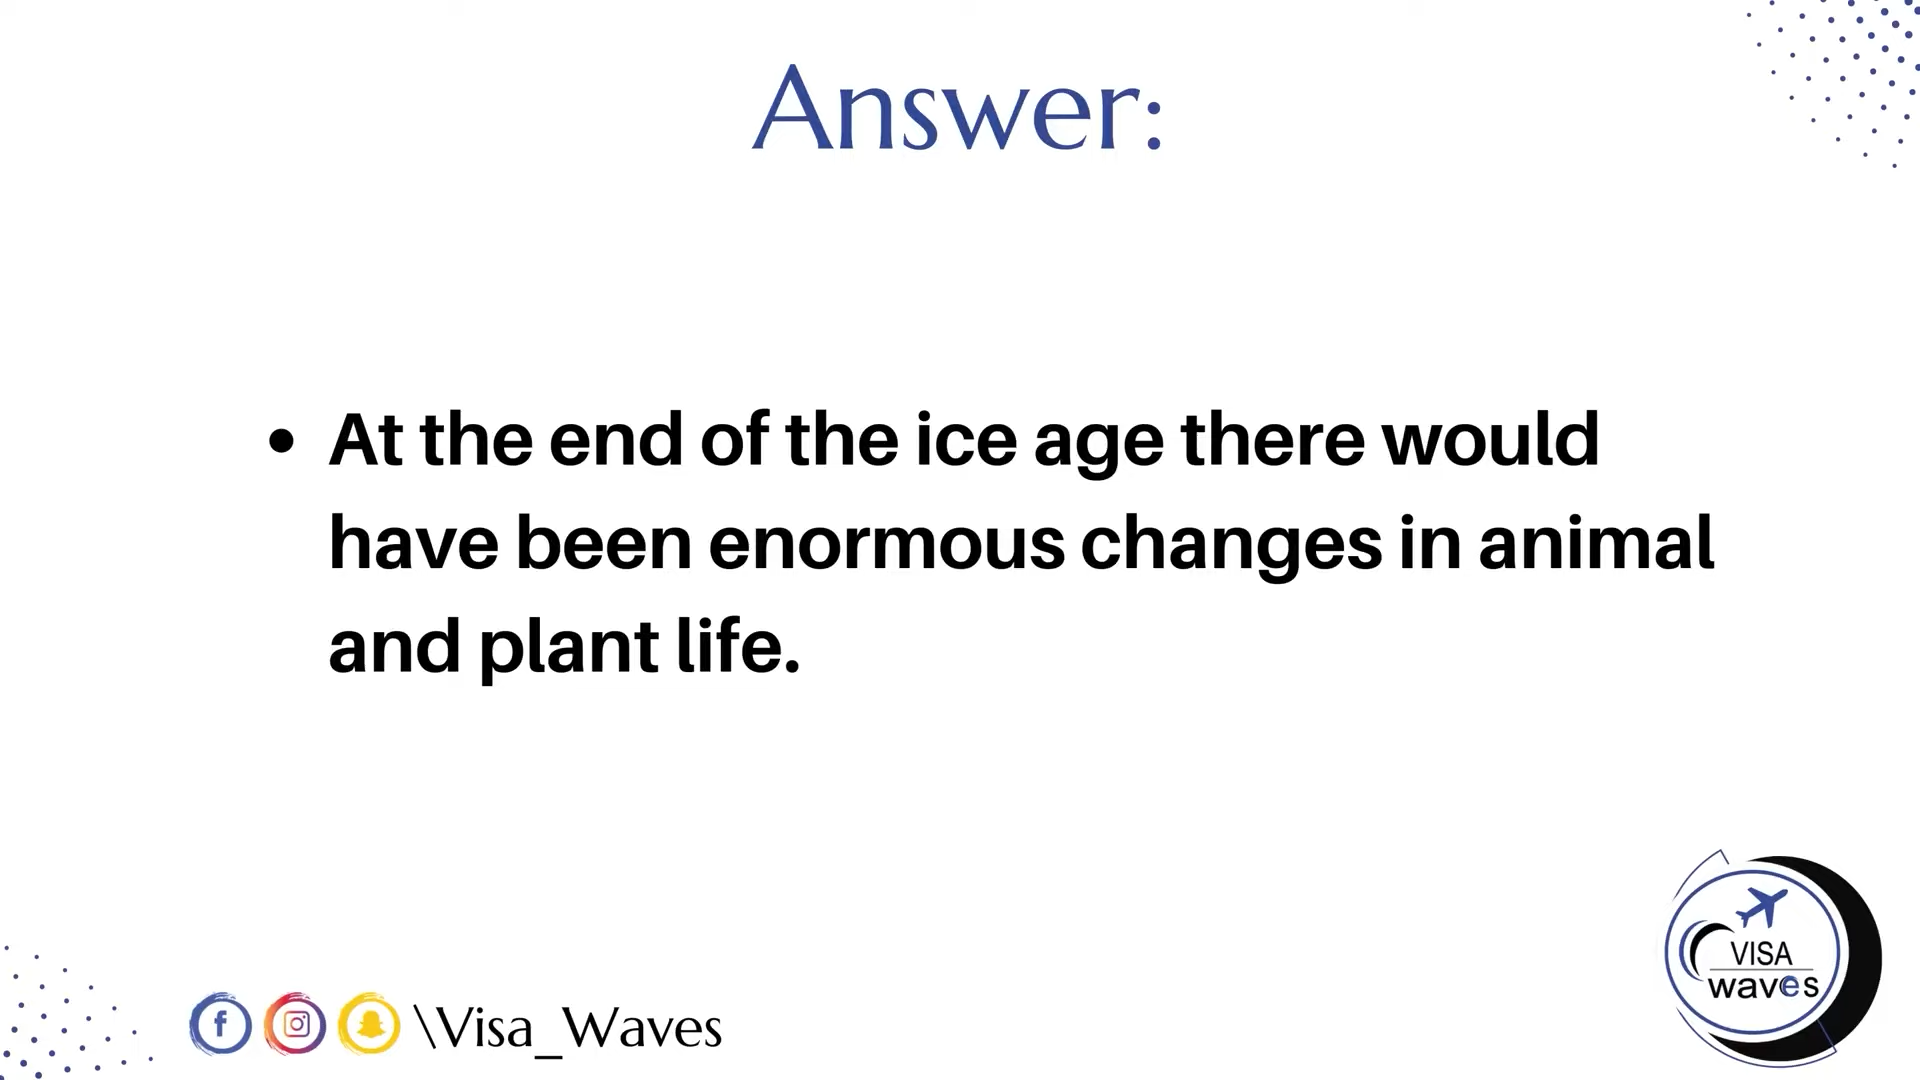 Answer:
• At the end of the ice age there would
have been enormous changes in animal
and plant life.
VISA
waves
\Visa_Waves